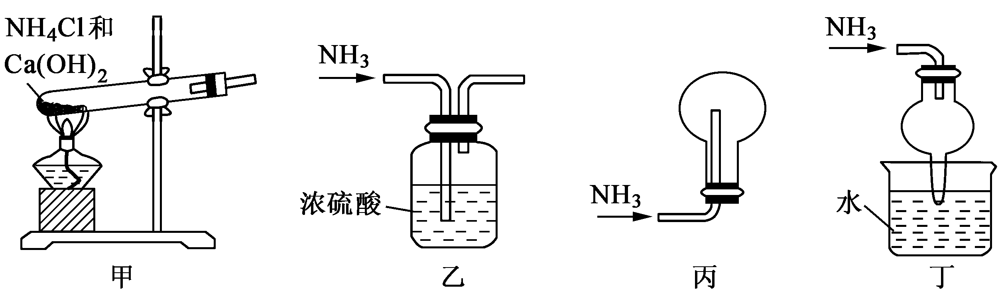 NH₄Cl和
Ca(OH)₂
甲
NH₃
浓硫酸
乙
NH₃
丙
NH₃
水
丁